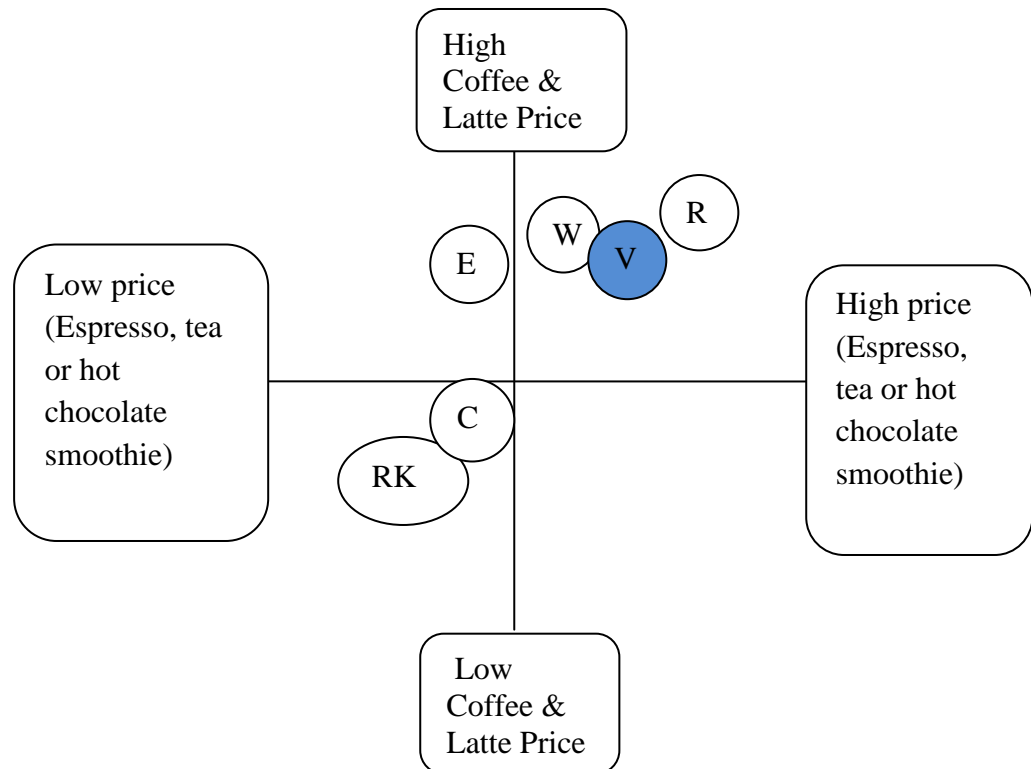 High
Coffee &
Latte Price
R
W
V
E
Low price
(Espresso, tea
or hot
chocolate
smoothie)
High price
(Espresso,
tea or hot
chocolate
smoothie)
C
RK
Low
Coffee &
Latte Price